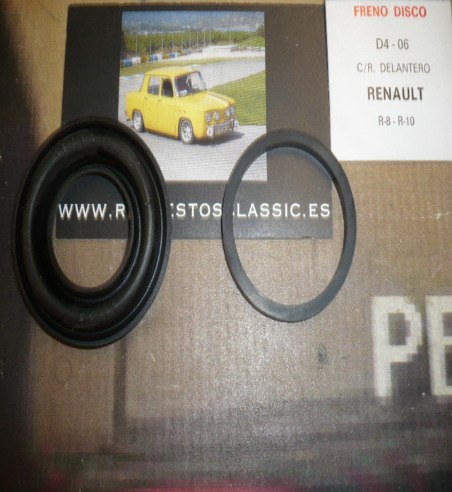 FRENO DISCO
D4 - 06
C/R. DELANTERO
RENAULT
R-8 - R-10
PE